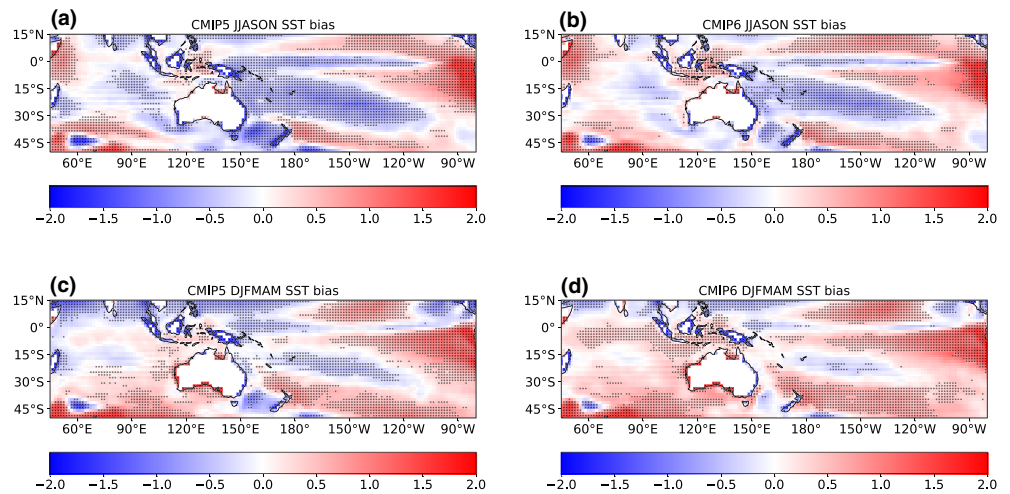 (a) CMIP5 JJASON SST bias
(b) CMIP6 JJASON SST bias
15°N
0°
15°S
30°S
45°S
60°E 90°E 120°E 150°E 180° 150°W 120°W 90°W
15°N
0°
15°S
30°S
45°S
60°E 90°E 120°E 150°E 180° 150°W 120°W 90°W
−2.0 −1.5 −1.0 −0.5 0.0 0.5 1.0 1.5 2.0
−2.0 −1.5 −1.0 −0.5 0.0 0.5 1.0 1.5 2.0
(c) CMIP5 DJFMAM SST bias
(d) CMIP6 DJFMAM SST bias
15°N
0°
15°S
30°S
45°S
60°E 90°E 120°E 150°E 180° 150°W 120°W 90°W
15°N
0°
15°S
30°S
45°S
60°E 90°E 120°E 150°E 180° 150°W 120°W 90°W
−2.0 −1.5 −1.0 −0.5 0.0 0.5 1.0 1.5 2.0
−2.0 −1.5 −1.0 −0.5 0.0 0.5 1.0 1.5 2.0